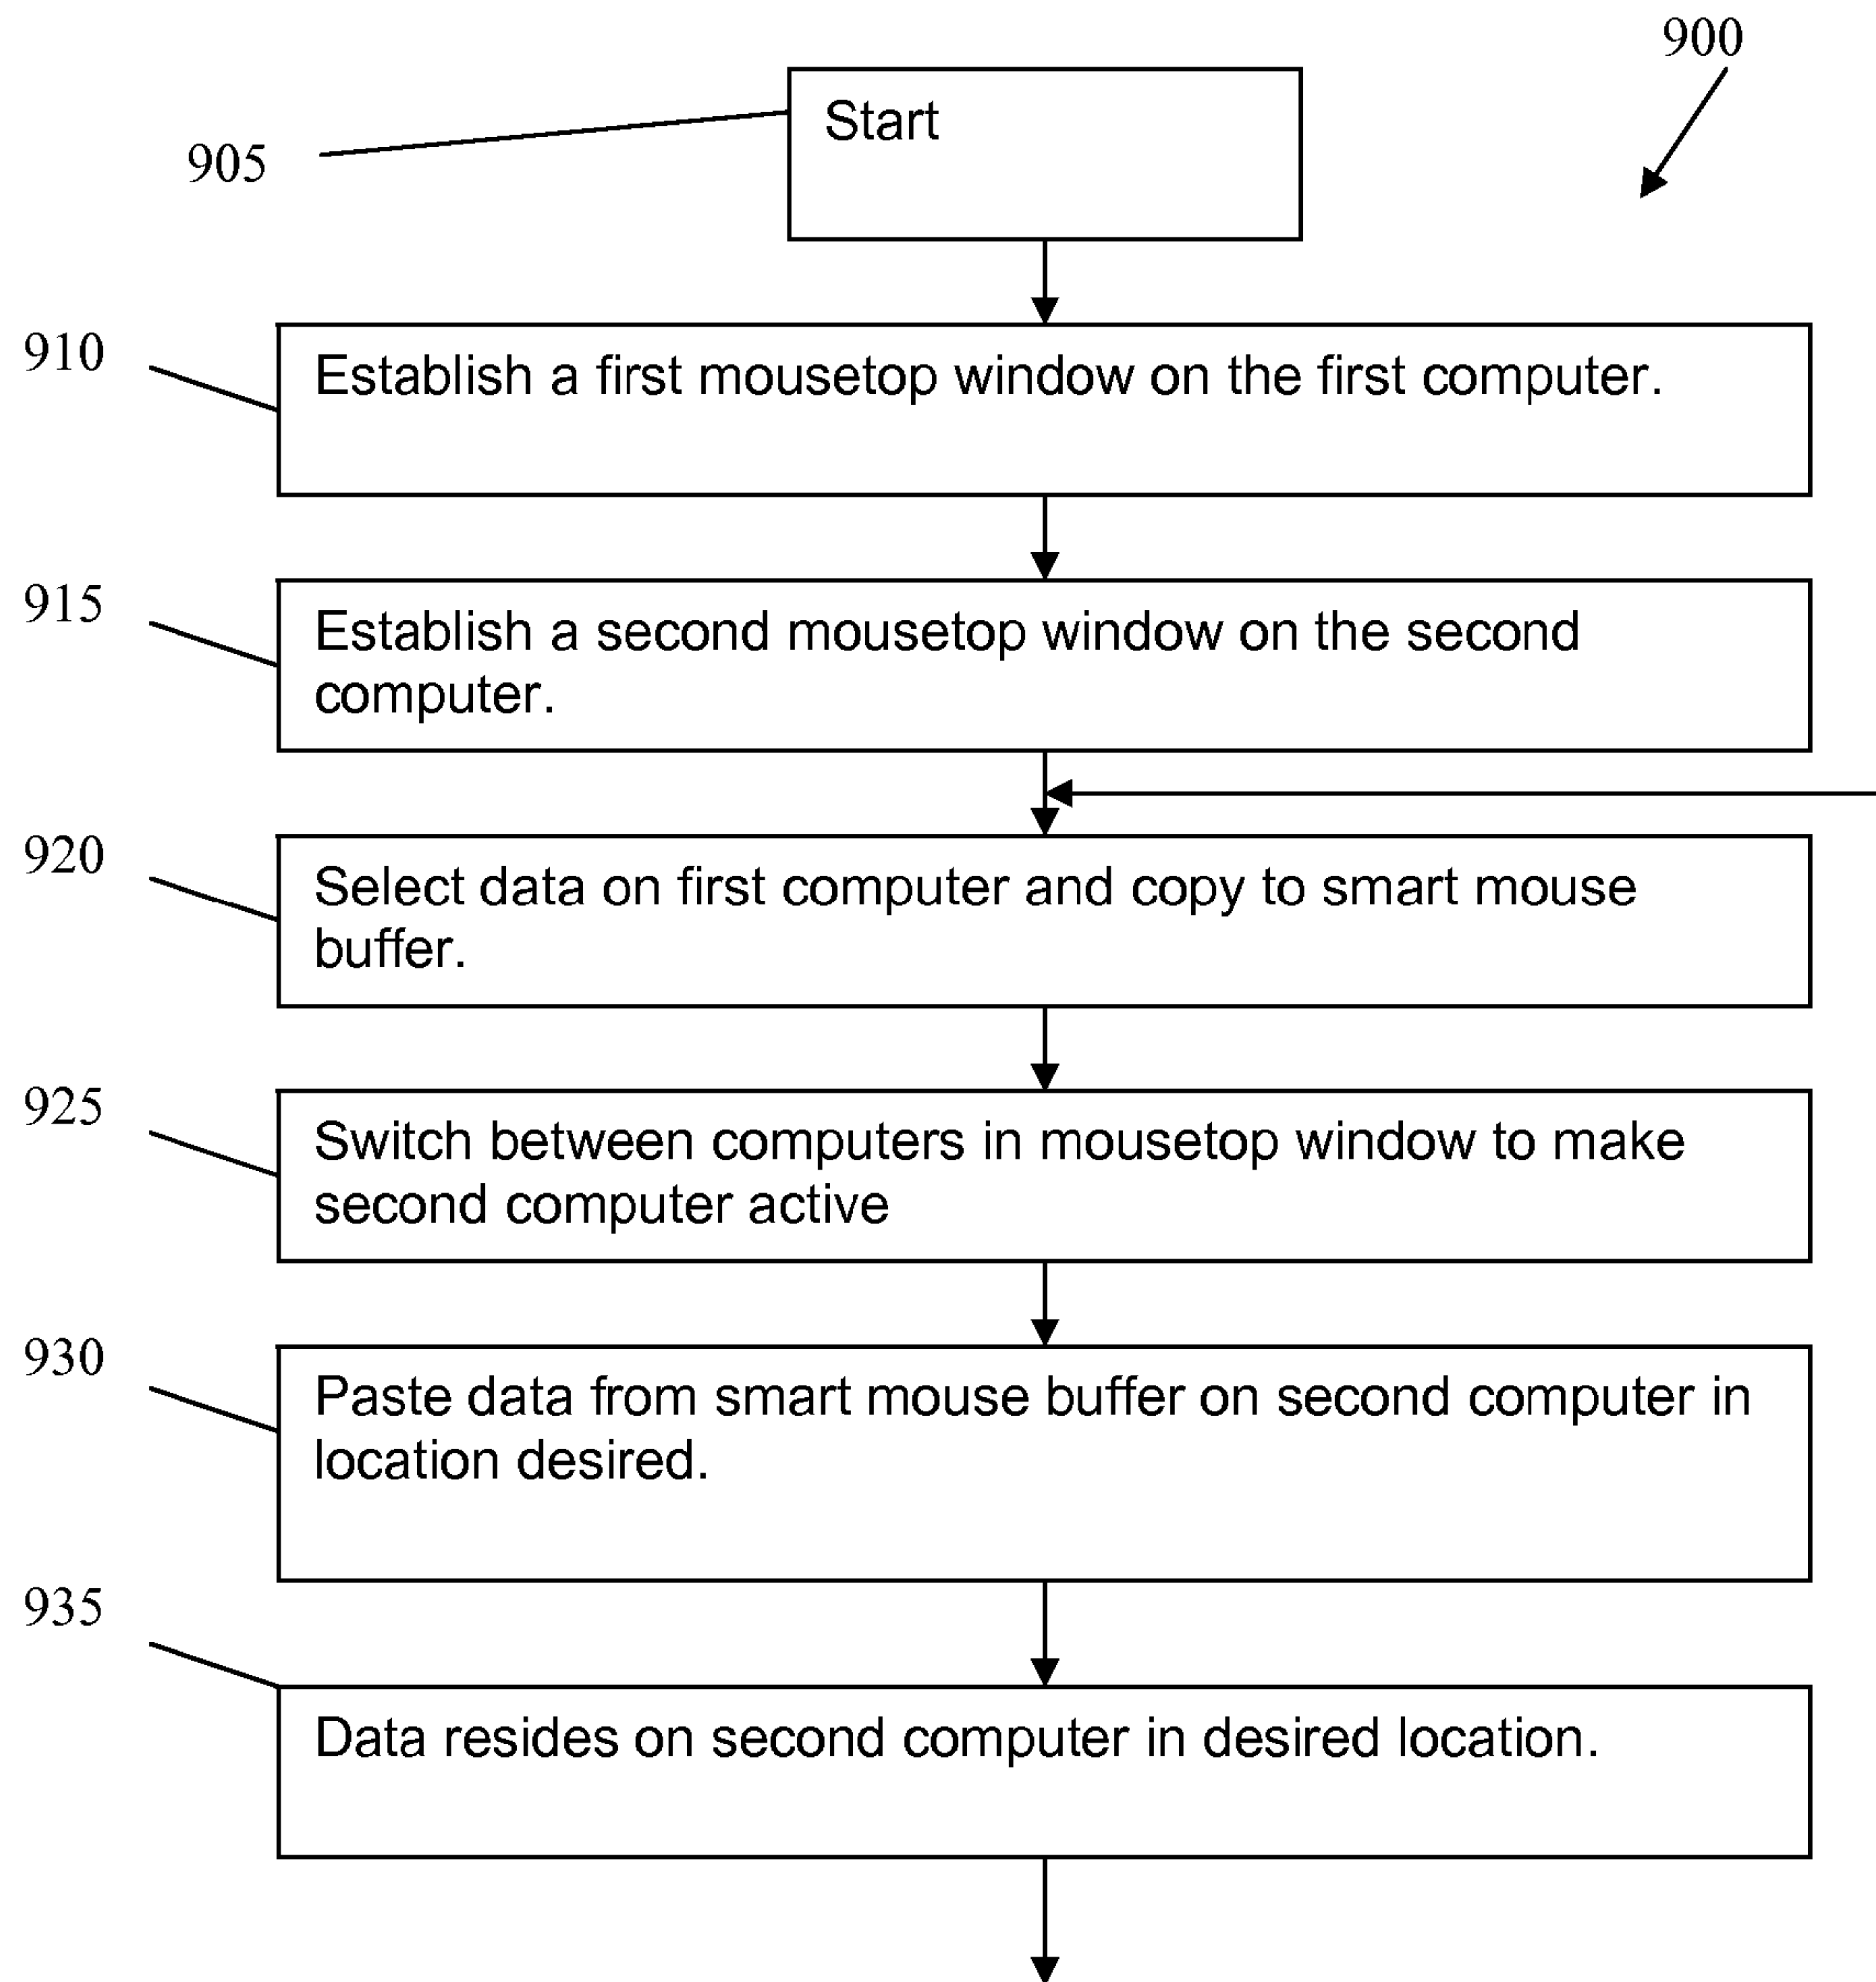 900
Start
905
910
Establish a first mousetop window on the first computer.
915
Establish a second mousetop window on the second
computer.
920
Select data on first computer and copy to smart mouse
buffer.
925
Switch between computers in mousetop window to make
second computer active
930
Paste data from smart mouse buffer on second computer in
location desired.
935
Data resides on second computer in desired location.